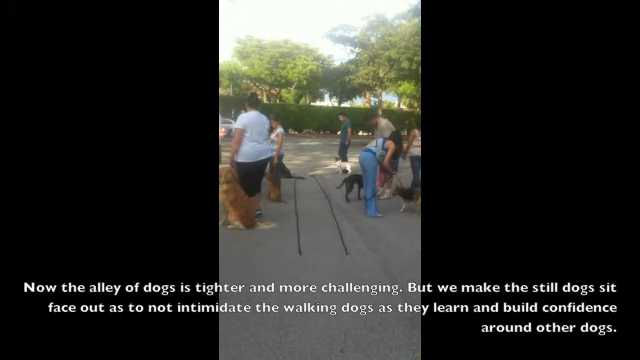 Now the alley of dogs is tighter and more challenging. But we make the still dogs sit
face out as to not intimidate the walking dogs as they learn and build confidence
around other dogs.